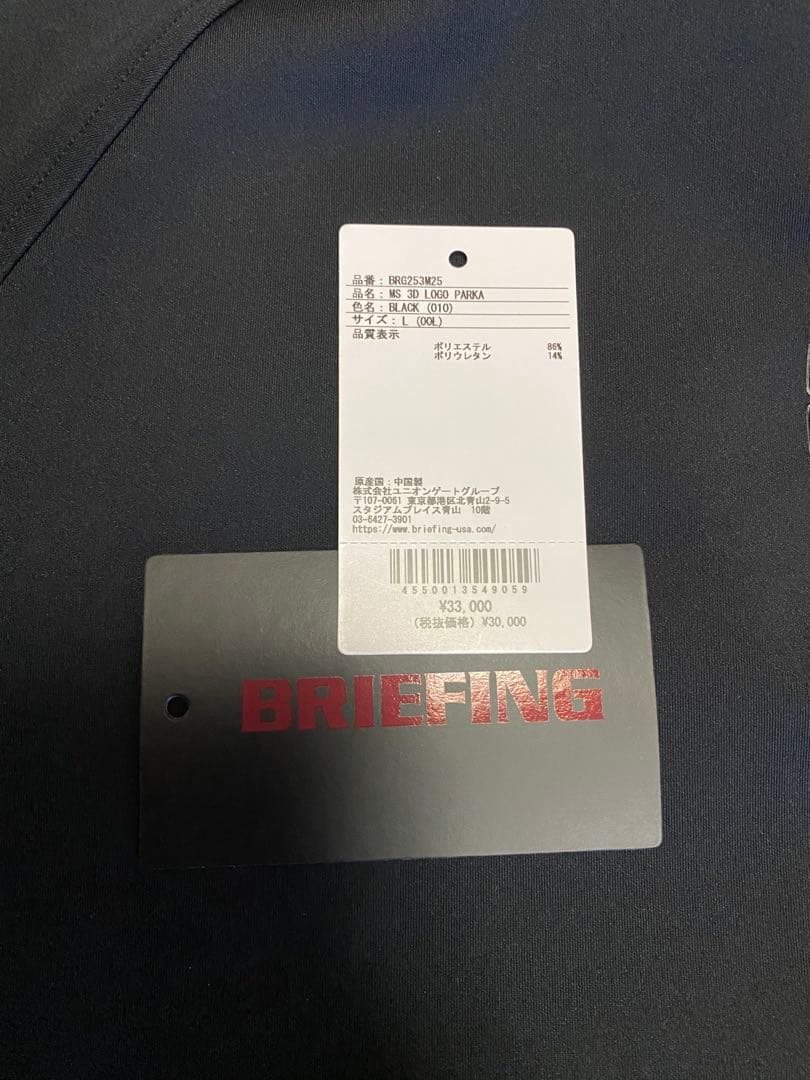 品番：BRG253M25
品名：MS 3D LOGO PARKA
色名：BLACK (010)
サイズ：L (OOL)
品質表示
ポリエステル 86%
ポリウレタン 14%
原産国：中国製
株式会社ユニオンゲートグループ
〒107-0061 東京都港区北青山2-9-5
スタジアムプレイス青山 10階
03-6427-3901
https://www.briefing-usa.com/
4550013549059
¥33,000
(税抜価格) ¥30,000
BRIEFING